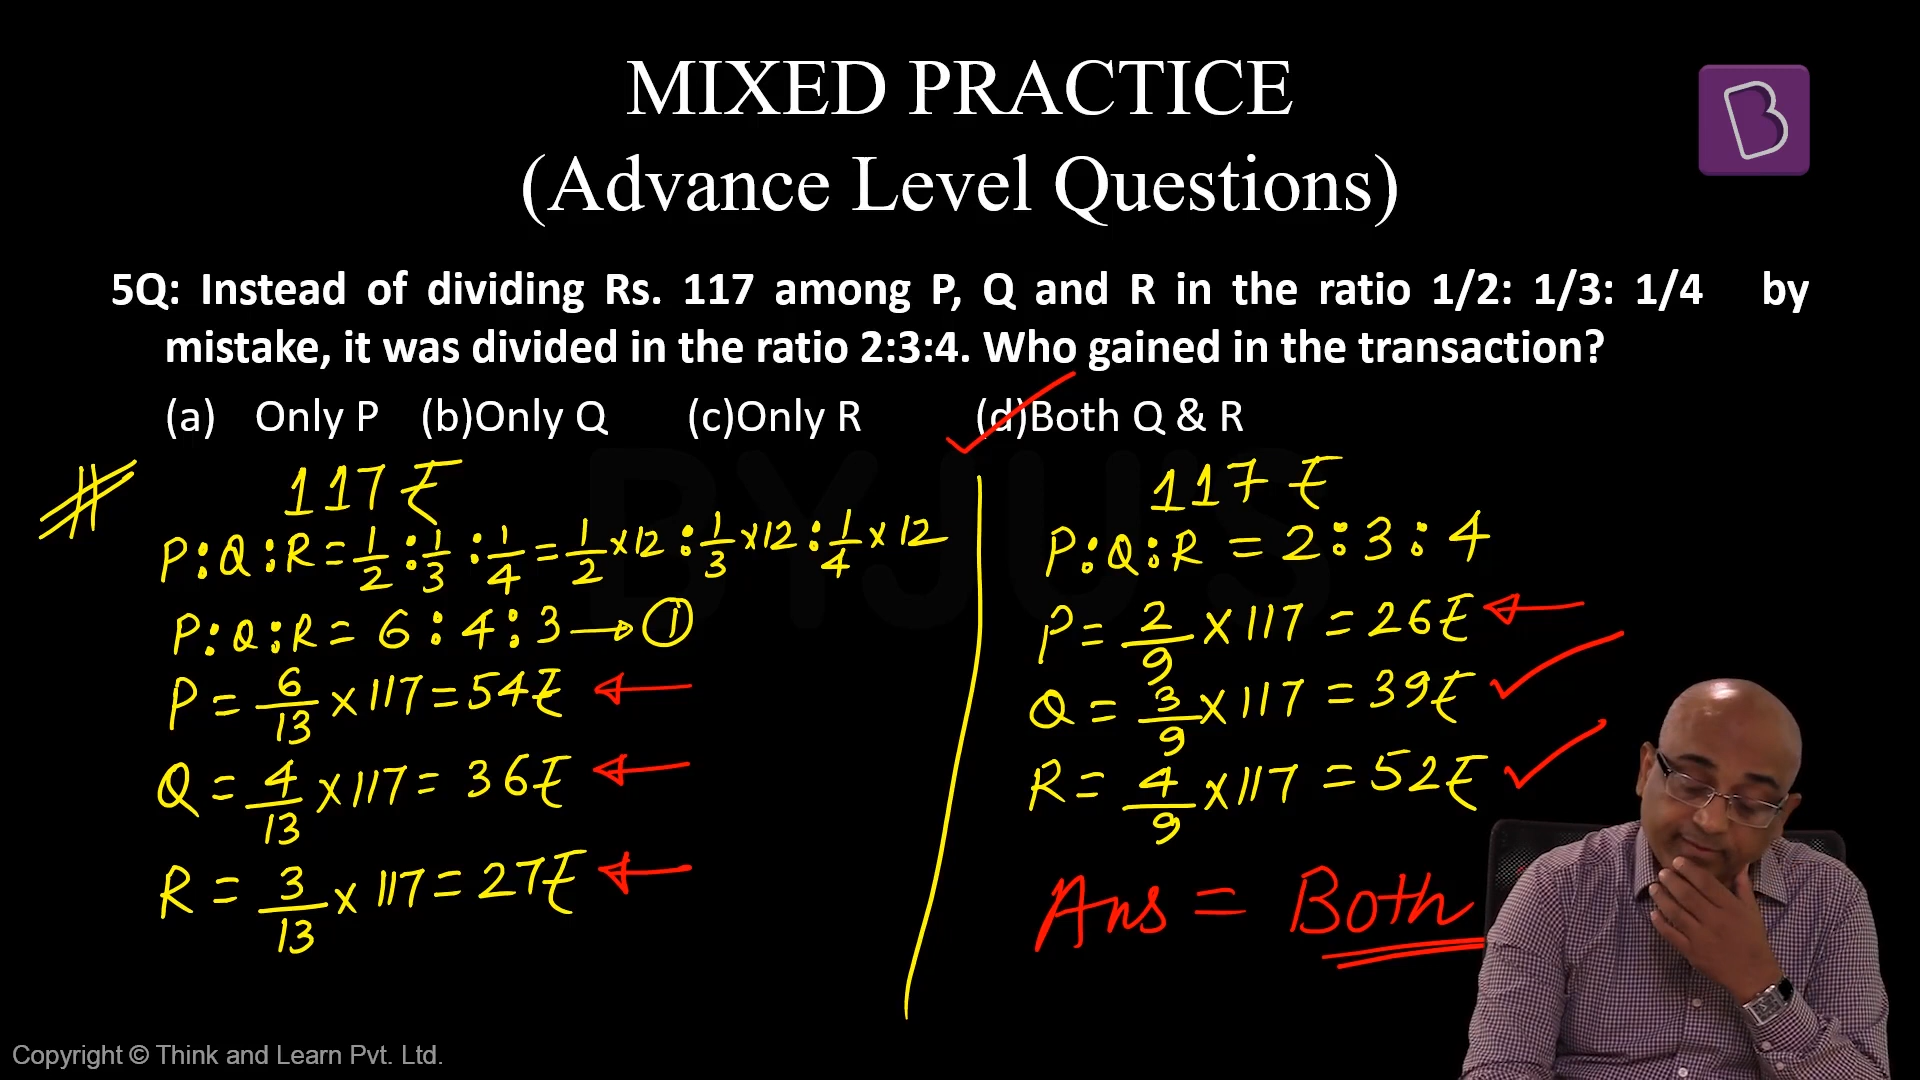 MIXED PRACTICE
(Advance Level Questions)
5Q: Instead of dividing Rs. 117 among P, Q and R in the ratio 1/2: 1/3: 1/4 by
mistake, it was divided in the ratio 2:3:4. Who gained in the transaction?
(a) Only P (b)Only Q (c)Only R (d)Both Q & R
117 ₹
P:Q:R = 1/2 : 1/3 : 1/4 = 1/2 × 12 : 1/3 × 12 : 1/4 × 12
P:Q:R = 6 : 4 : 3 → ①
P = 6/13 × 117 = 54₹
Q = 4/13 × 117 = 36₹
R = 3/13 × 117 = 27₹
117 ₹
P:Q:R = 2:3:4
P = 2/9 × 117 = 26₹
Q = 3/9 × 117 = 39₹
R = 4/9 × 117 = 52₹
Ans = Both
BYJU'S
Copyright © Think and Learn Pvt. Ltd.